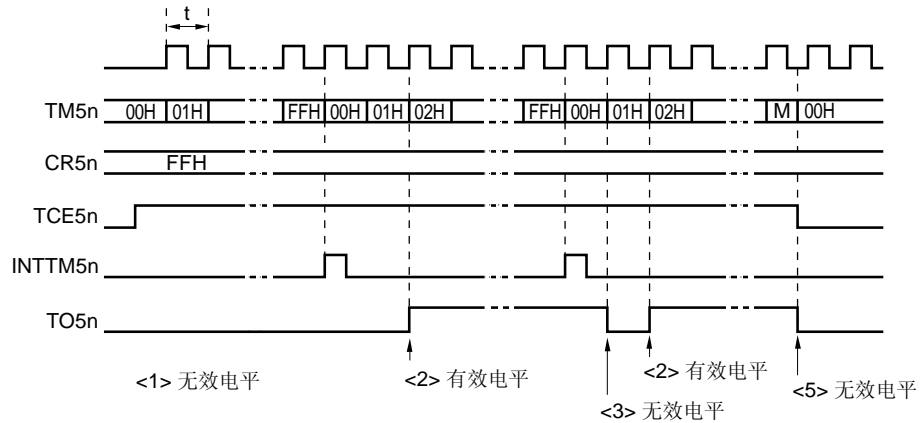 t
TM5n 00H 01H FFH 00H 01H 02H FFH 00H 01H 02H M 00H
CR5n FFH
TCE5n
INTTM5n
TO5n
<1> 无效电平 <2> 有效电平 <2> 有效电平 <5> 无效电平
<3> 无效电平